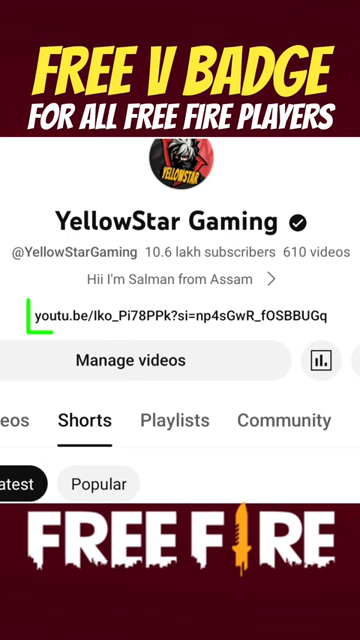 FREE V BADGE
FOR ALL FREE FIRE PLAYERS
YELLOWSTAR
YellowStar Gaming
@YellowStarGaming 10.6 lakh subscribers 610 videos
Hii I'm Salman from Assam
youtu.be/Iko_Pi78PPk?si=np4sGwR_fOSBBUGq
Manage videos
eos Shorts Playlists Community
atest Popular
FREE FIRE